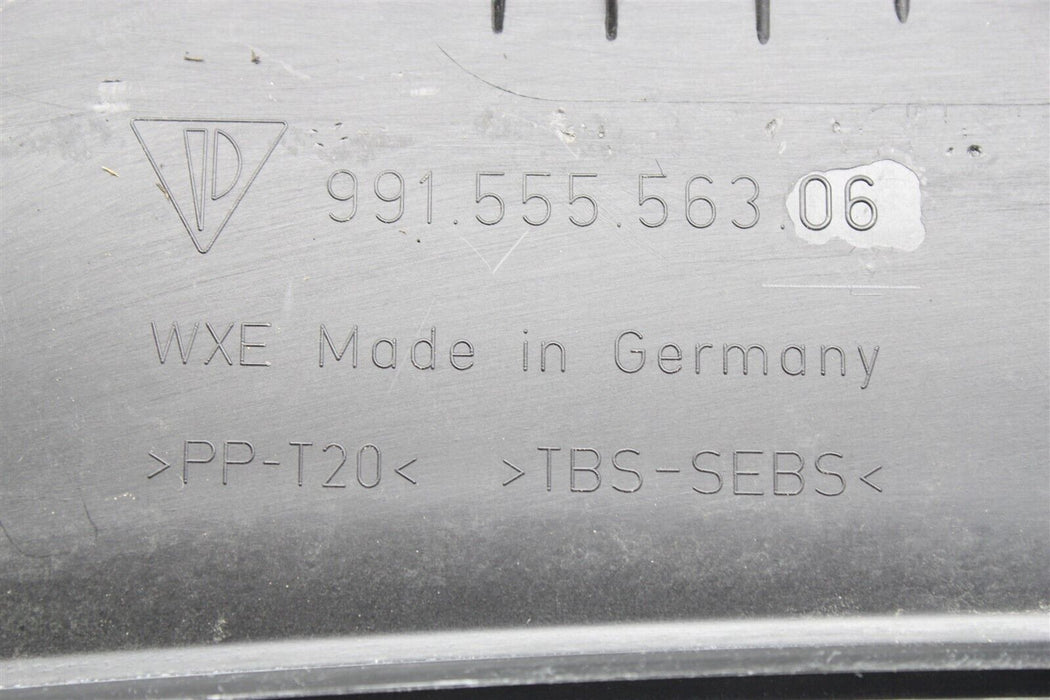 991.555.563.06
WXE Made in Germany
>PP-T20< >TBS-SEBS<